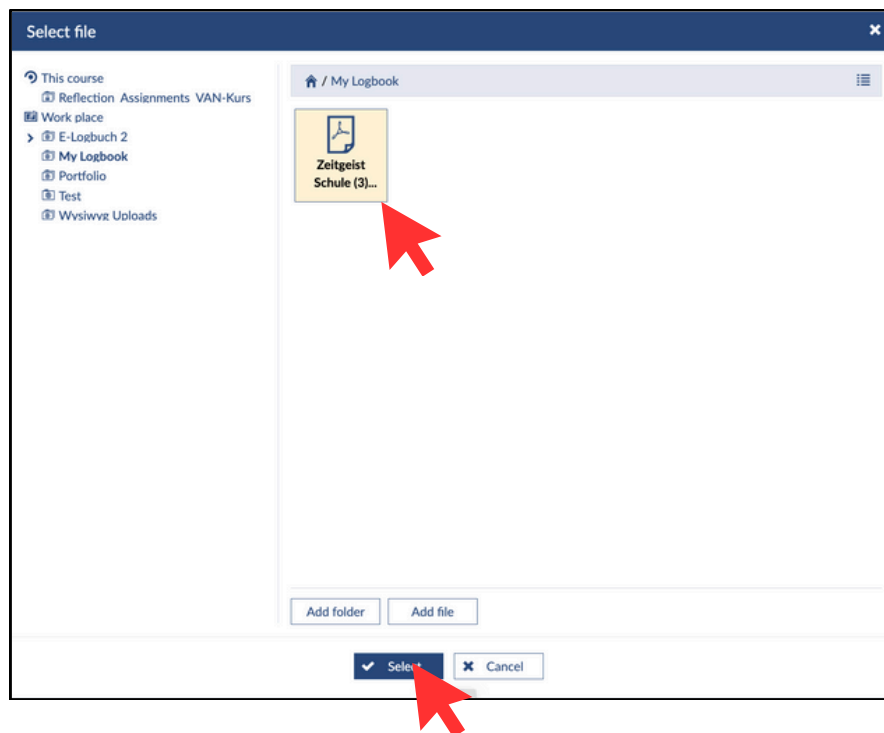 Select file
This course
Reflection Assignments VAN-Kurs
Work place
E-Logbuch 2
My Logbook
Portfolio
Test
Wysiwyg Uploads
/ My Logbook
Zeitgeist
Schule (3)...
Add folder Add file
Select Cancel